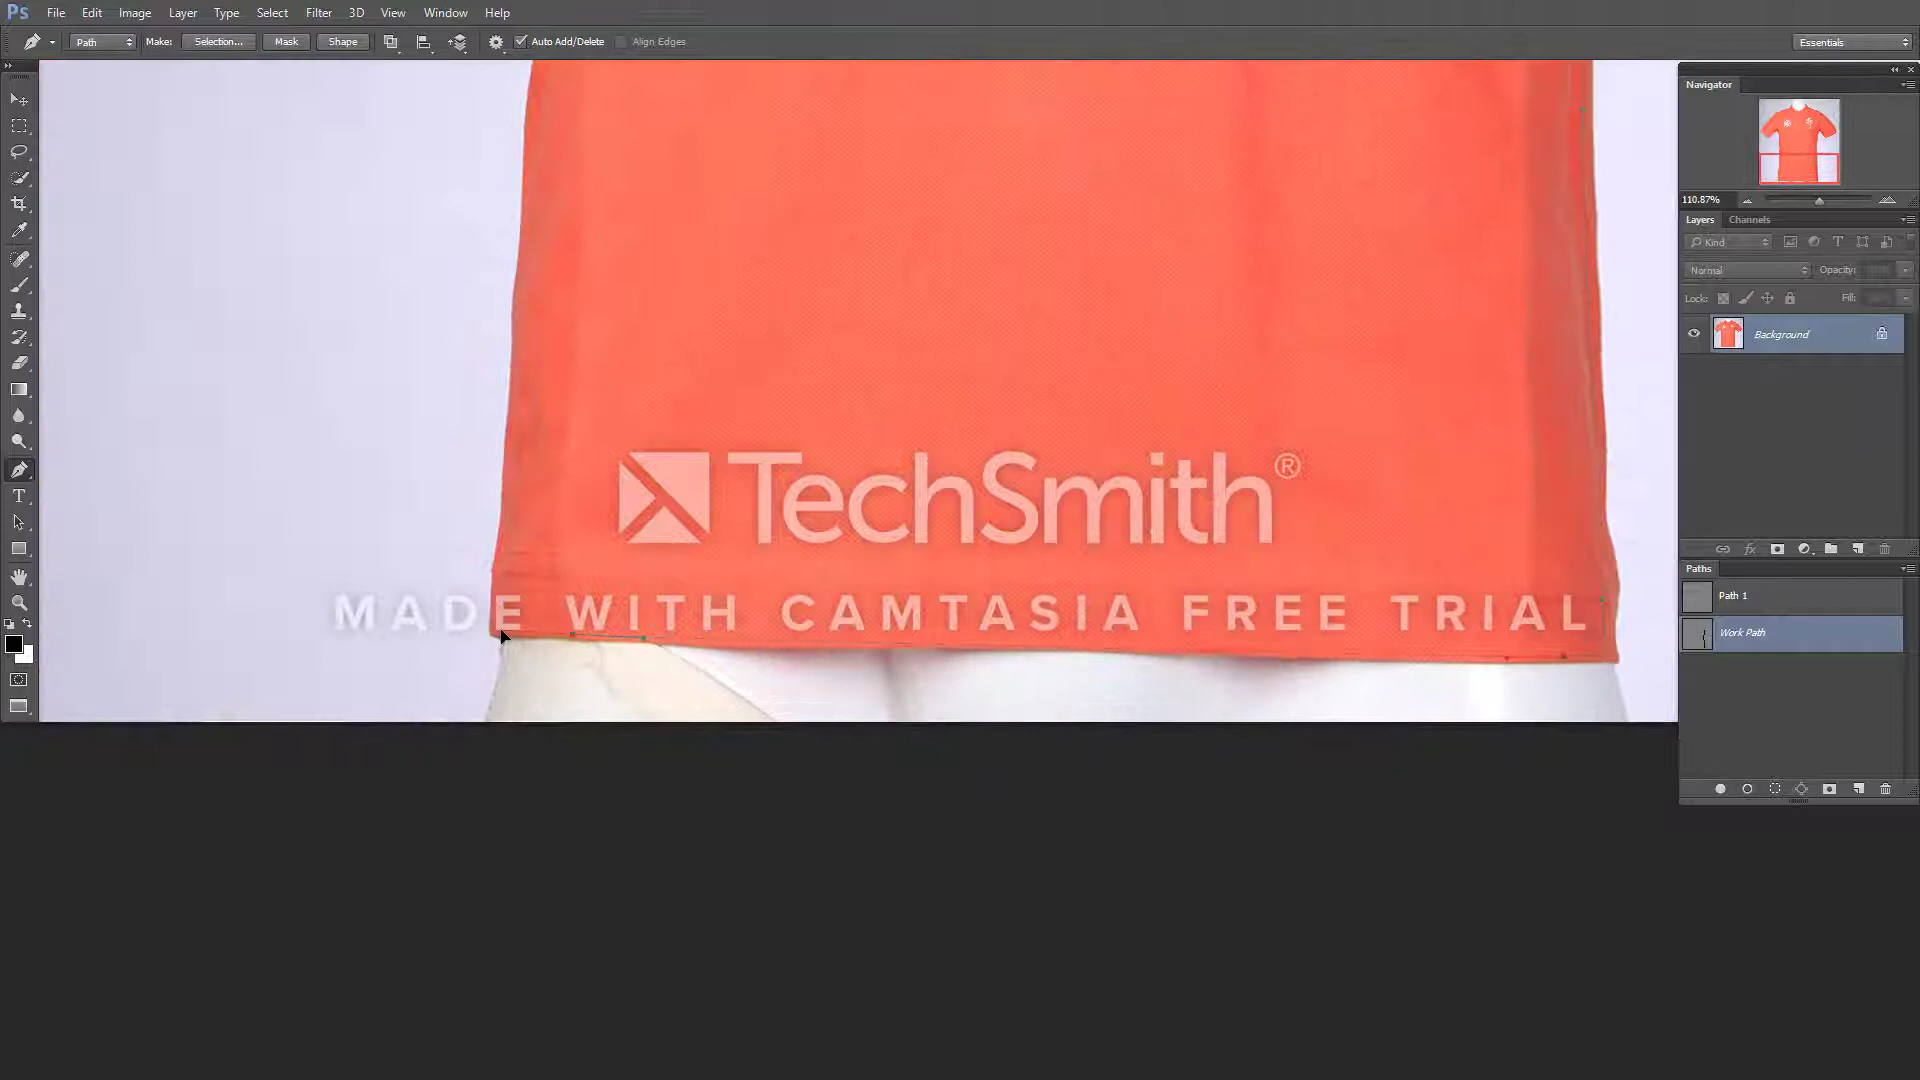 Ps File Edit Image Layer Type Select Filter 3D View Window Help
Path Make: Selection... Mask Shape Auto Add/Delete Align Edges Essentials
Navigator
110.87%
Layers Channels
Kind
Normal Opacity:
Lock: Fill:
Background
TechSmith®
MADE WITH CAMTASIA FREE TRIAL
Paths
Path 1
Work Path